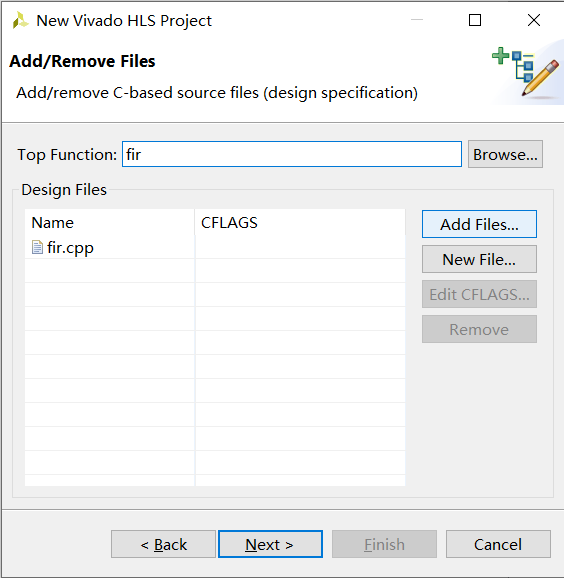 New Vivado HLS Project
Add/Remove Files
Add/remove C-based source files (design specification)
Top Function: fir Browse...
Design Files
Name CFLAGS
fir.cpp
Add Files...
New File...
Edit CFLAGS...
Remove
< Back Next > Finish Cancel